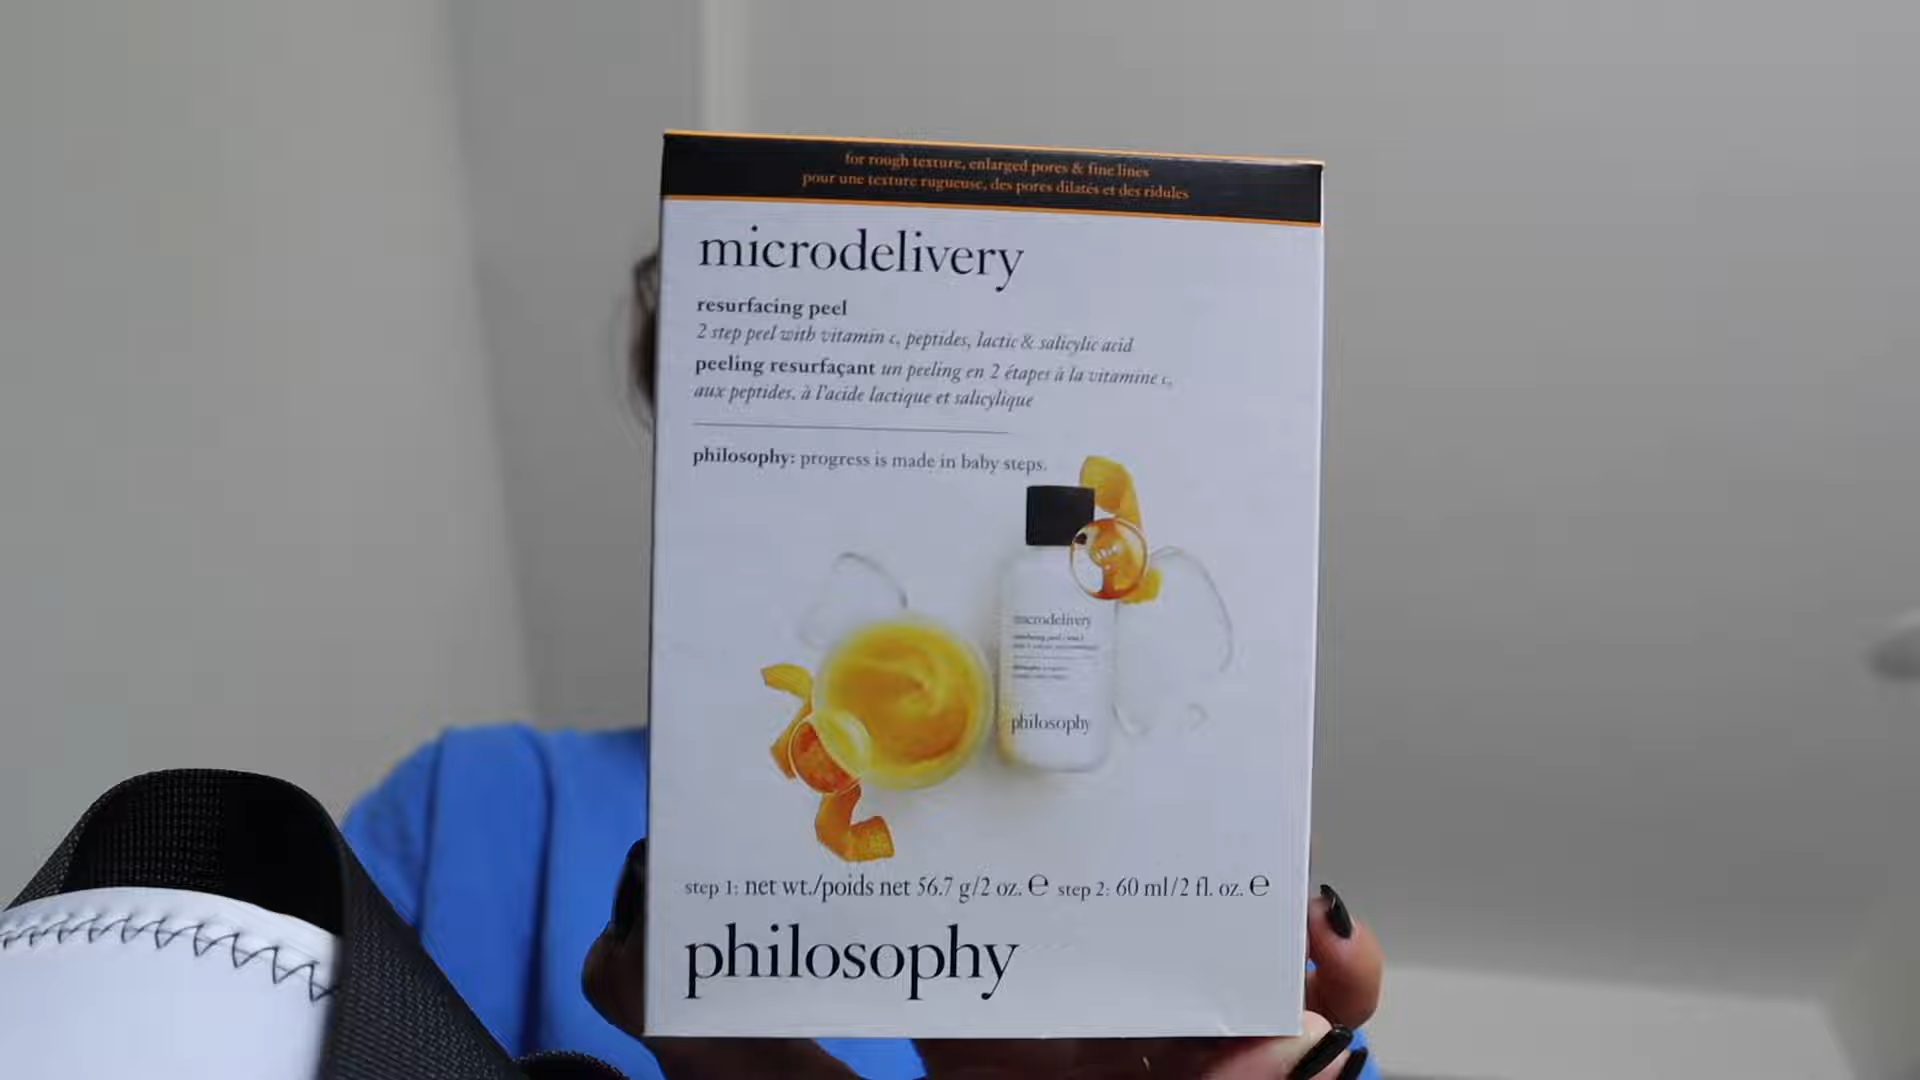 for rough texture, enlarged pores & fine lines
pour une texture rugueuse, des pores dilatés et des ridules
microdelivery
resurfacing peel
2 step peel with vitamin c, peptides, lactic & salicylic acid
peeling resurfaçant un peeling en 2 étapes à la vitamine c,
aux peptides, à l'acide lactique et salicylique
philosophy: progress is made in baby steps.
microdelivery
philosophy
step 1: net wt./poids net 56.7 g/2 oz. ℮ step 2: 60 ml/2 fl. oz. ℮
philosophy